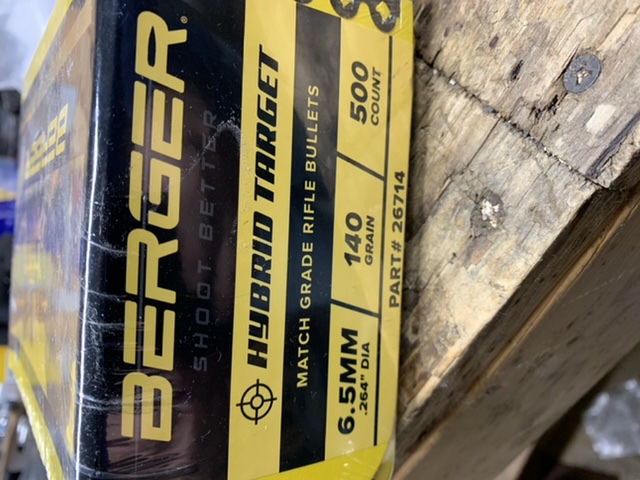 BERGER®
SHOOT BETTER
HYBRID TARGET
MATCH GRADE RIFLE BULLETS
6.5MM
.264" DIA
140
GRAIN
500
COUNT
PART# 26714